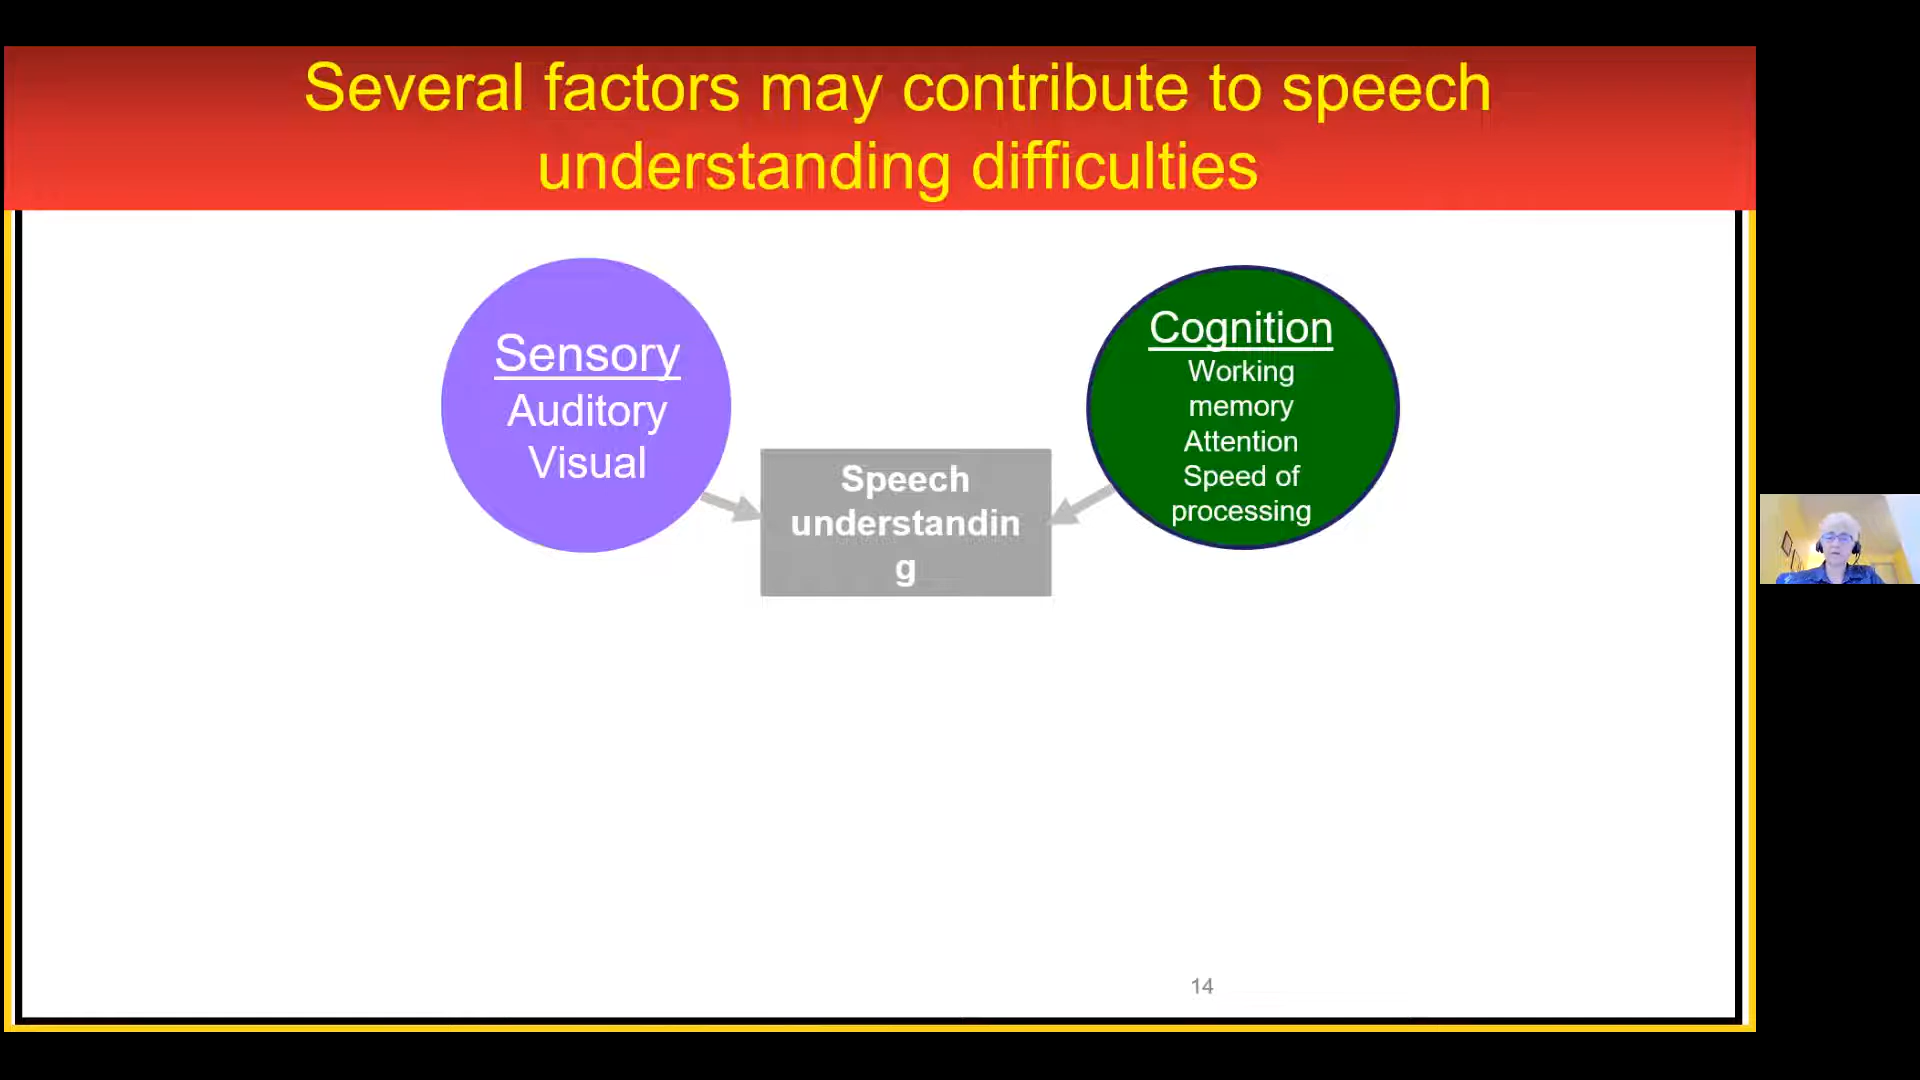 Several factors may contribute to speech
understanding difficulties
Sensory
Auditory
Visual
Cognition
Working
memory
Attention
Speed of
processing
Speech
understandin
g
14